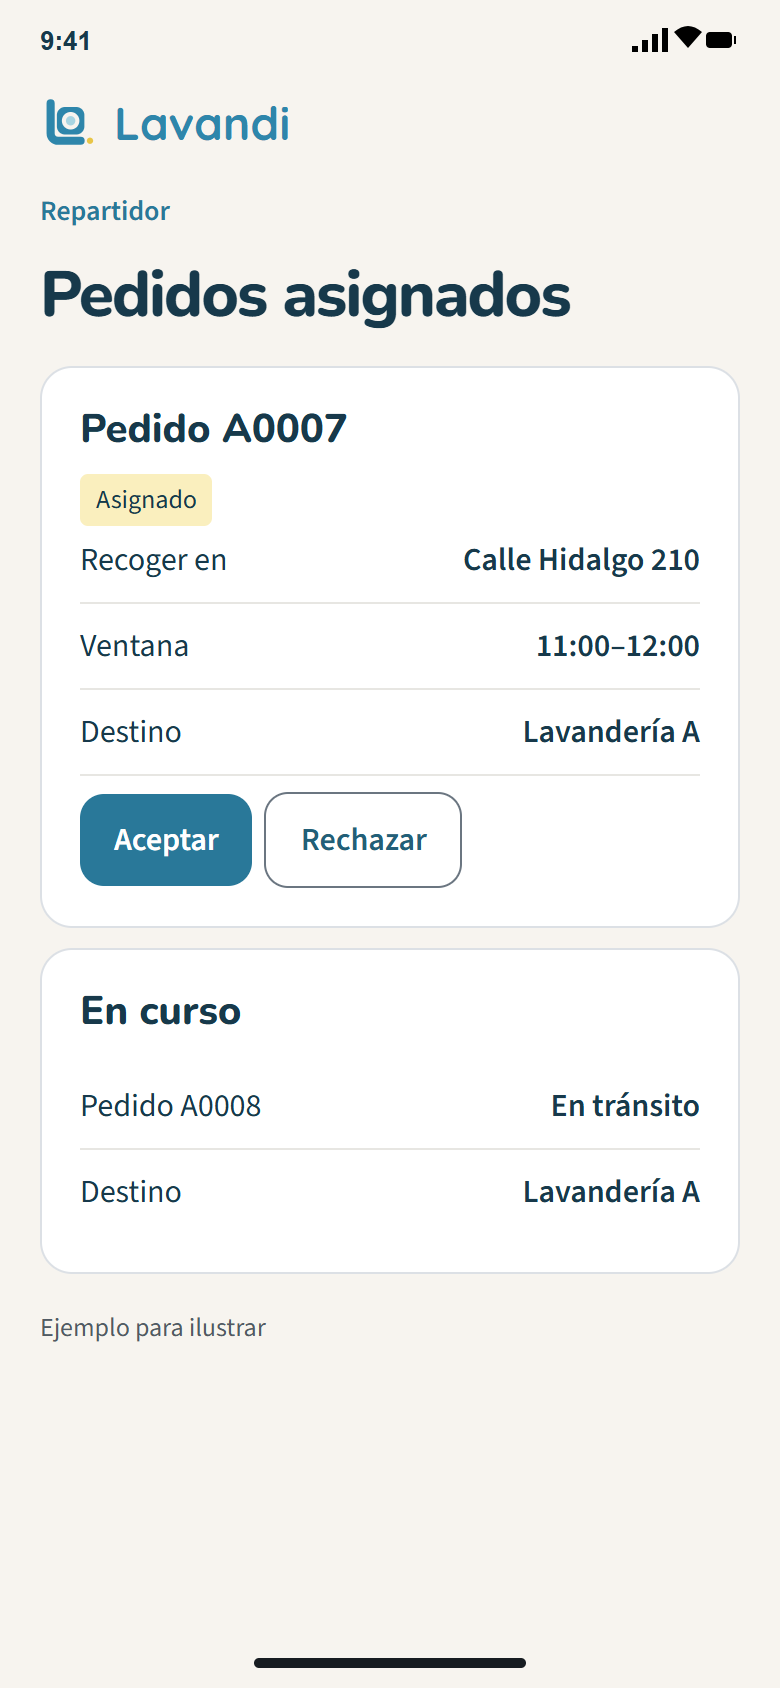 9:41
Lavandi
Repartidor
Pedidos asignados
Pedido A0007
Asignado
Recoger en Calle Hidalgo 210
Ventana 11:00–12:00
Destino Lavandería A
Aceptar Rechazar
En curso
Pedido A0008 En tránsito
Destino Lavandería A
Ejemplo para ilustrar